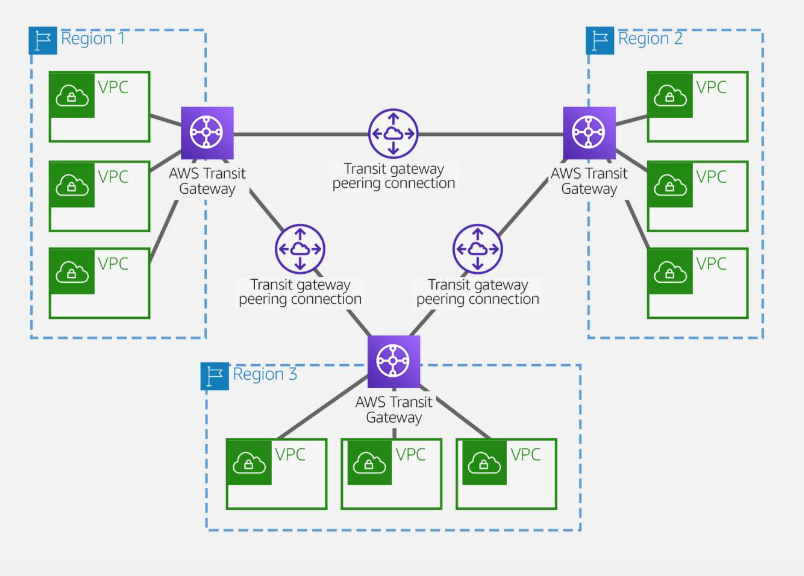 Region 1
Region 2
VPC
VPC
VPC
AWS Transit
Gateway
Transit gateway
peering connection
AWS Transit
Gateway
VPC
VPC
VPC
Transit gateway
peering connection
Transit gateway
peering connection
Region 3
AWS Transit
Gateway
VPC
VPC
VPC